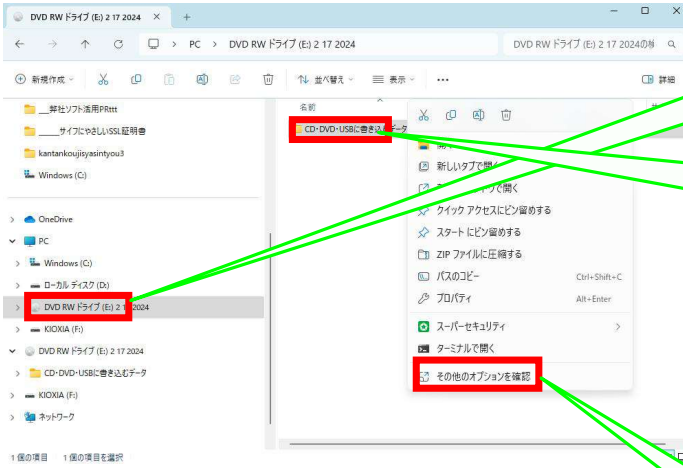 DVD RW ドライブ (E:) 2 17 2024
PC > DVD RW ドライブ (E:) 2 17 2024
DVD RW ドライブ (E:) 2 17 2024の検
新規作成
並べ替え
表示
詳細
__弊社ソフト活用PRttt
_____サイフにやさしいSSL証明書
kantankoujisyasintyou3
Windows (C:)
OneDrive
PC
Windows (C:)
ローカル ディスク (D:)
DVD RW ドライブ (E:) 2 17 2024
KIOXIA (F:)
DVD RW ドライブ (E:) 2 17 2024
CD・DVD・USBに書き込むデータ
KIOXIA (F:)
ネットワーク
1 個の項目
1 個の項目を選択
名前
CD・DVD・USBに書き込むデータ
新しいタブで開く
で開く
クイック アクセスにピン留めする
スタート にピン留めする
ZIP ファイルに圧縮する
パスのコピー Ctrl+Shift+C
プロパティ Alt+Enter
スーパーセキュリティ
ターミナルで開く
その他のオプションを確認